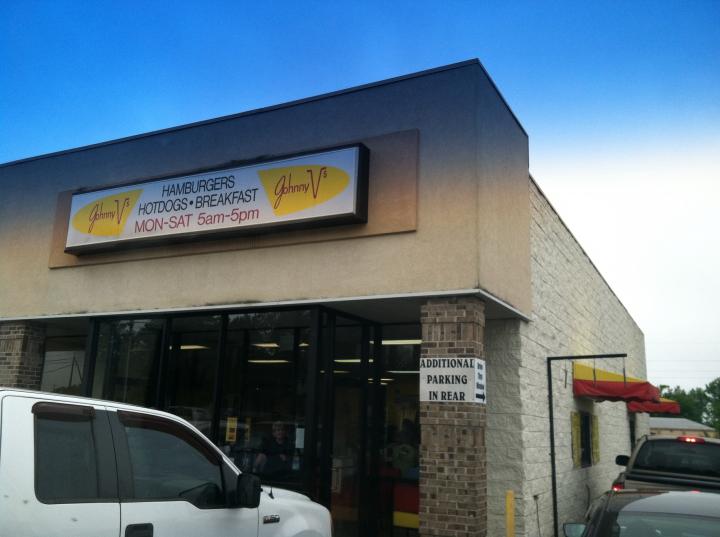 Johnny V's
HAMBURGERS
HOTDOGS • BREAKFAST
MON-SAT 5am-5pm
Johnny V's
ADDITIONAL
PARKING
IN REAR